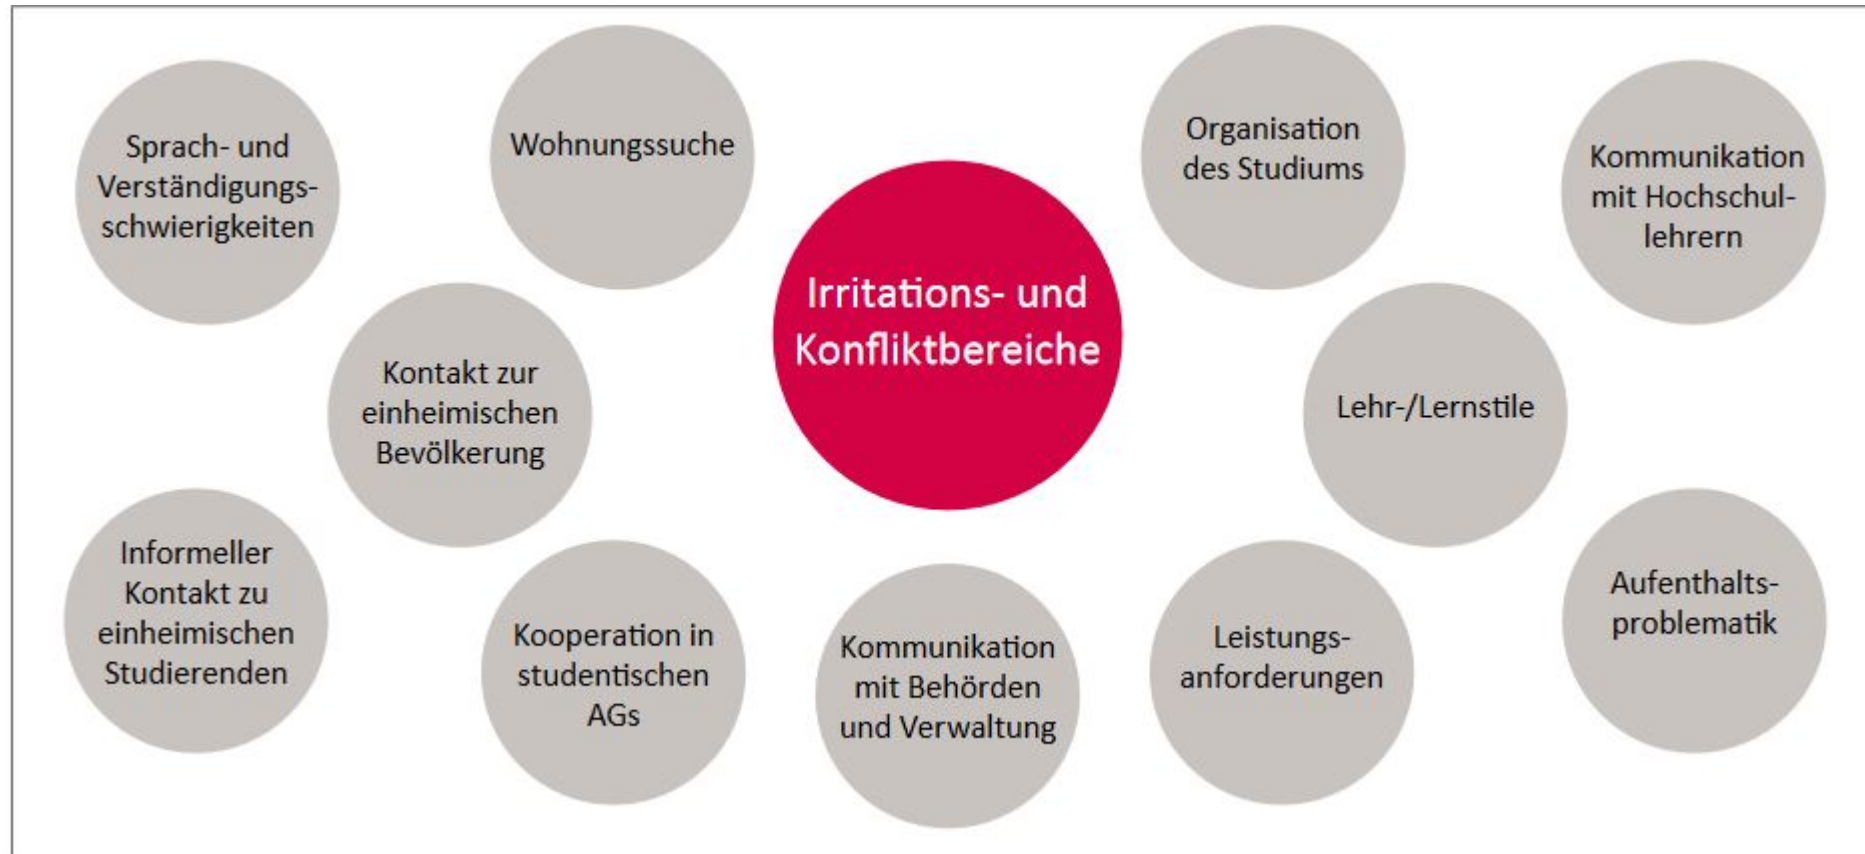 Sprach- und
Verständigungs-
schwierigkeiten
Wohnungssuche
Organisation
des Studiums
Kommunikation
mit Hochschul-
lehrern
Irritations- und
Konfliktbereiche
Kontakt zur
einheimischen
Bevölkerung
Lehr-/Lernstile
Informeller
Kontakt zu
einheimischen
Studierenden
Kooperation in
studentischen
AGs
Kommunikation
mit Behörden
und Verwaltung
Leistungs-
anforderungen
Aufenthalts-
problematik